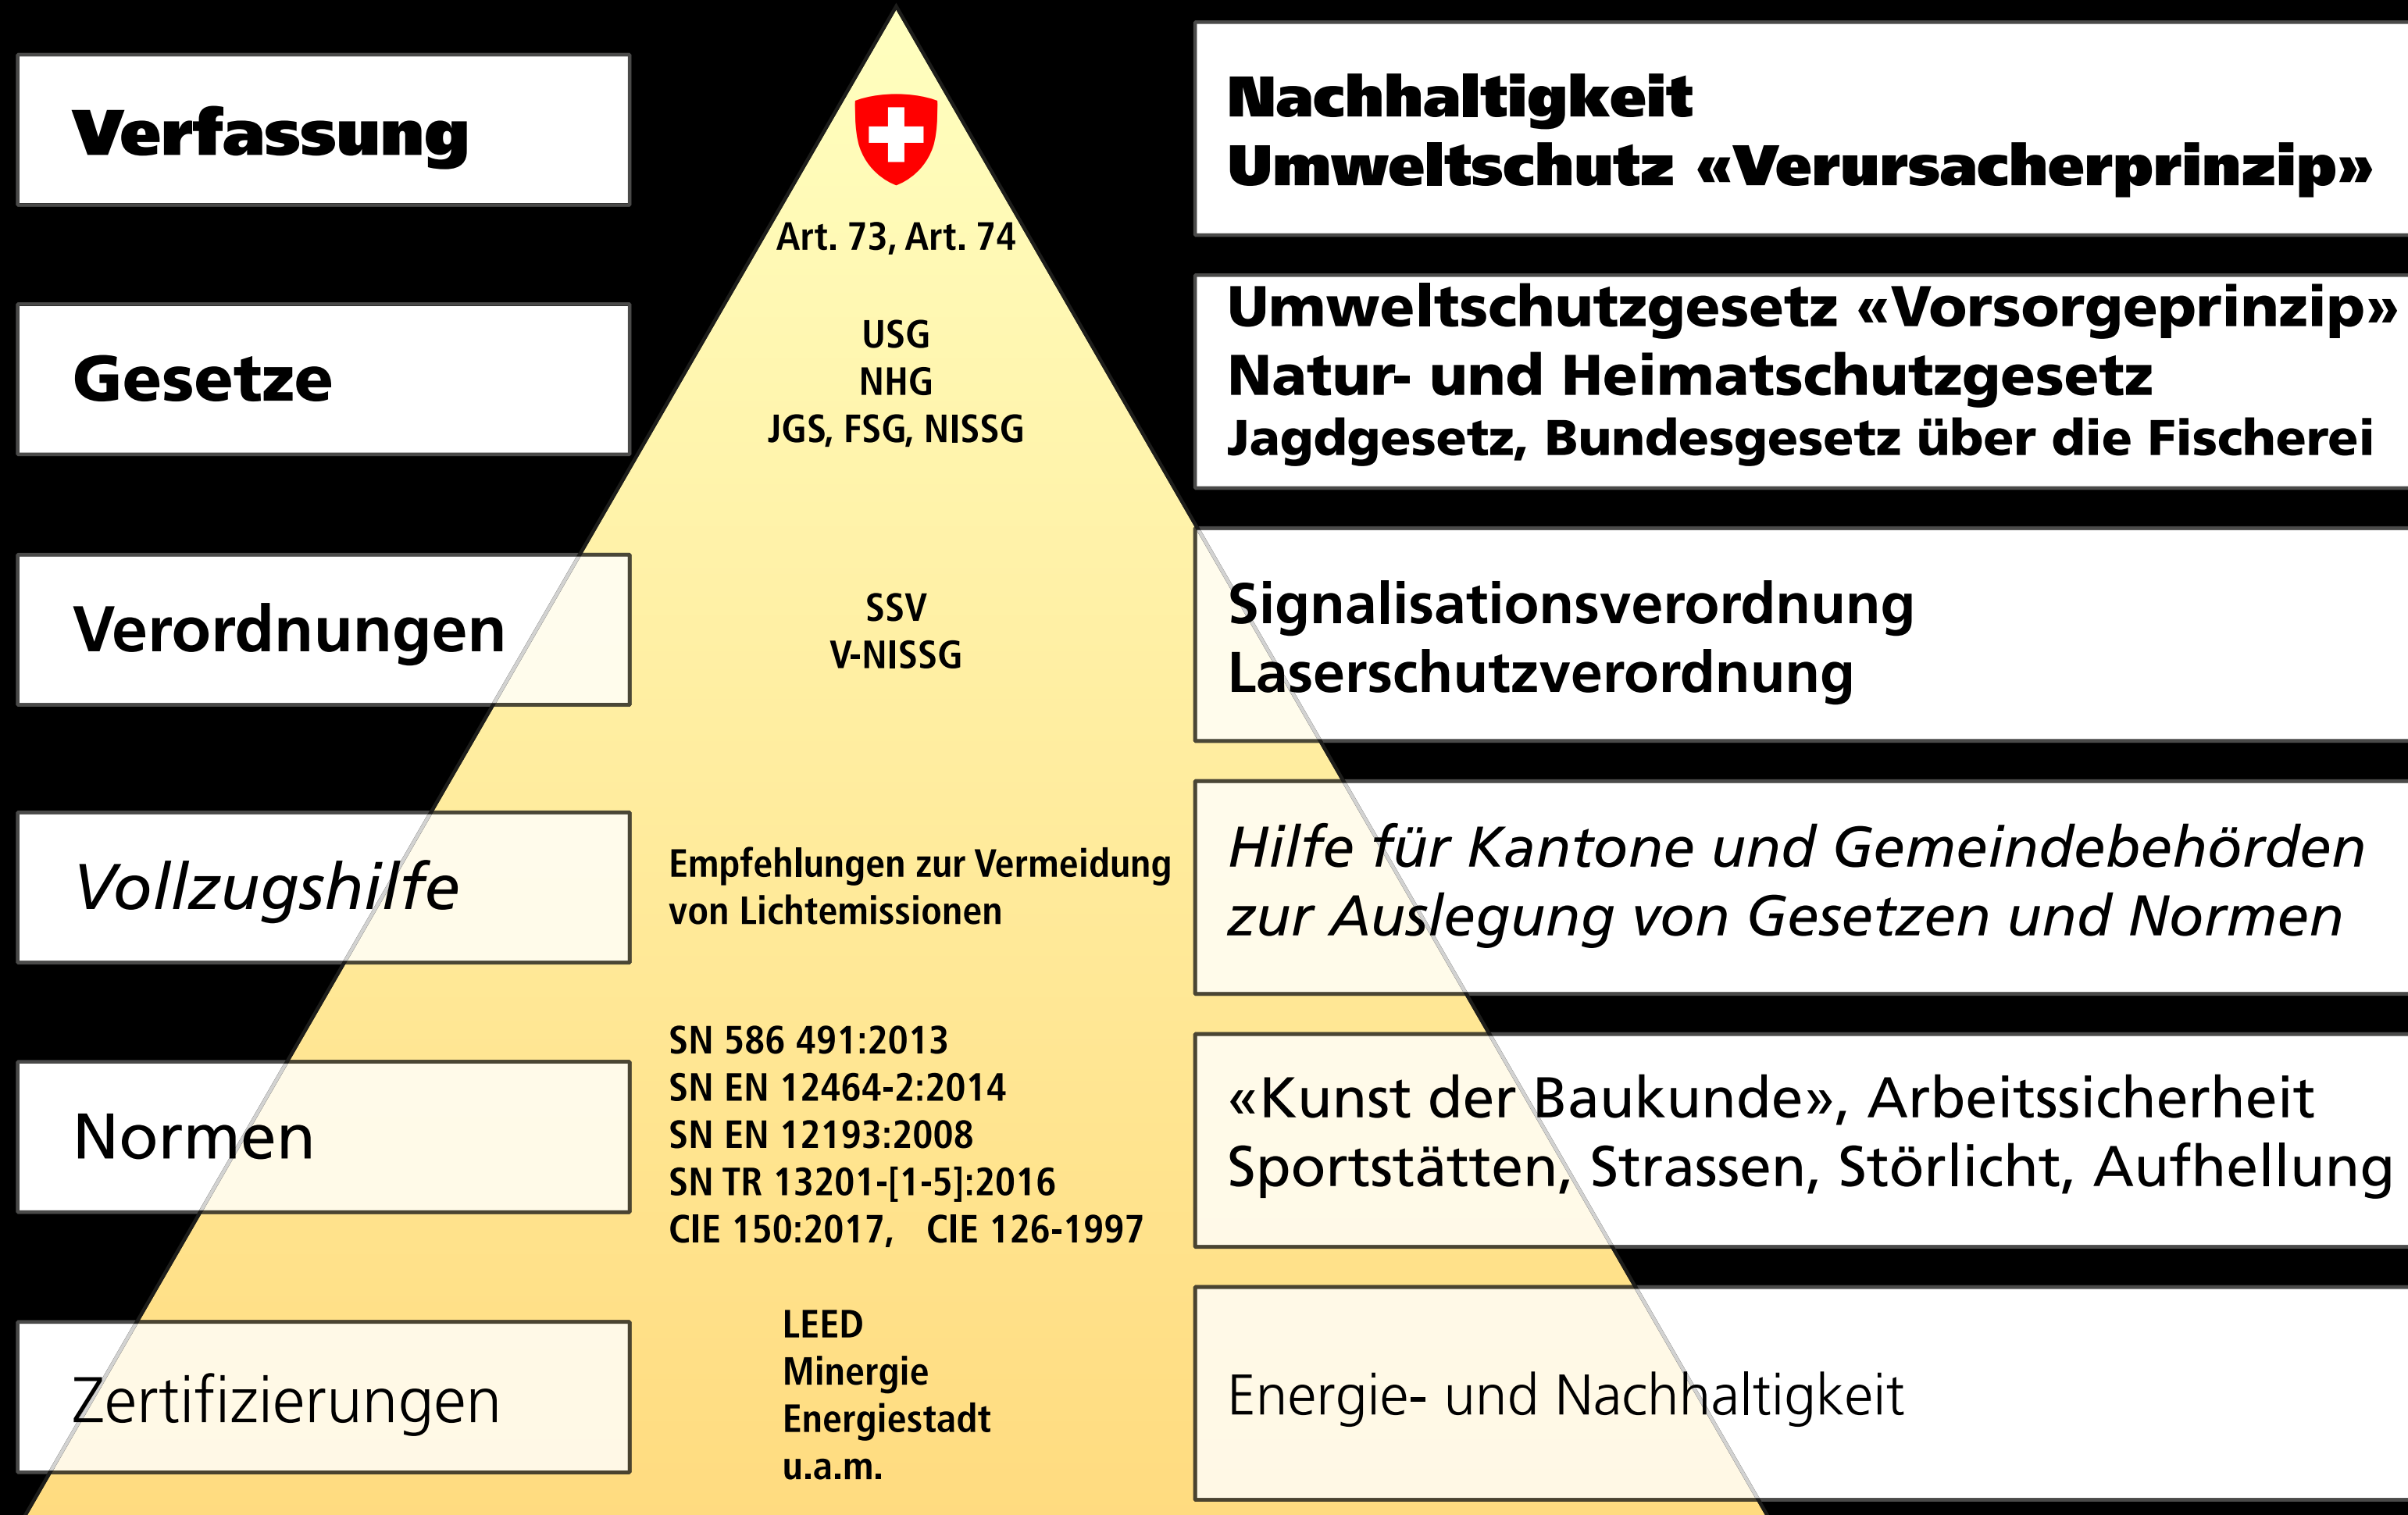 Verfassung
Art. 73, Art. 74
Nachhaltigkeit
Umweltschutz «Verursacherprinzip»
Gesetze
USG
NHG
JGS, FSG, NISSG
Umweltschutzgesetz «Vorsorgeprinzip»
Natur- und Heimatschutzgesetz
Jagdgesetz, Bundesgesetz über die Fischerei
Verordnungen
SSV
V-NISSG
Signalisationsverordnung
Laserschutzverordnung
Vollzugshilfe
Empfehlungen zur Vermeidung
von Lichtemissionen
Hilfe für Kantone und Gemeindebehörden
zur Auslegung von Gesetzen und Normen
Normen
SN 586 491:2013
SN EN 12464-2:2014
SN EN 12193:2008
SN TR 13201-[1-5]:2016
CIE 150:2017, CIE 126-1997
«Kunst der Baukunde», Arbeitssicherheit
Sportstätten, Strassen, Störlicht, Aufhellung
Zertifizierungen
LEED
Minergie
Energiestadt
u.a.m.
Energie- und Nachhaltigkeit